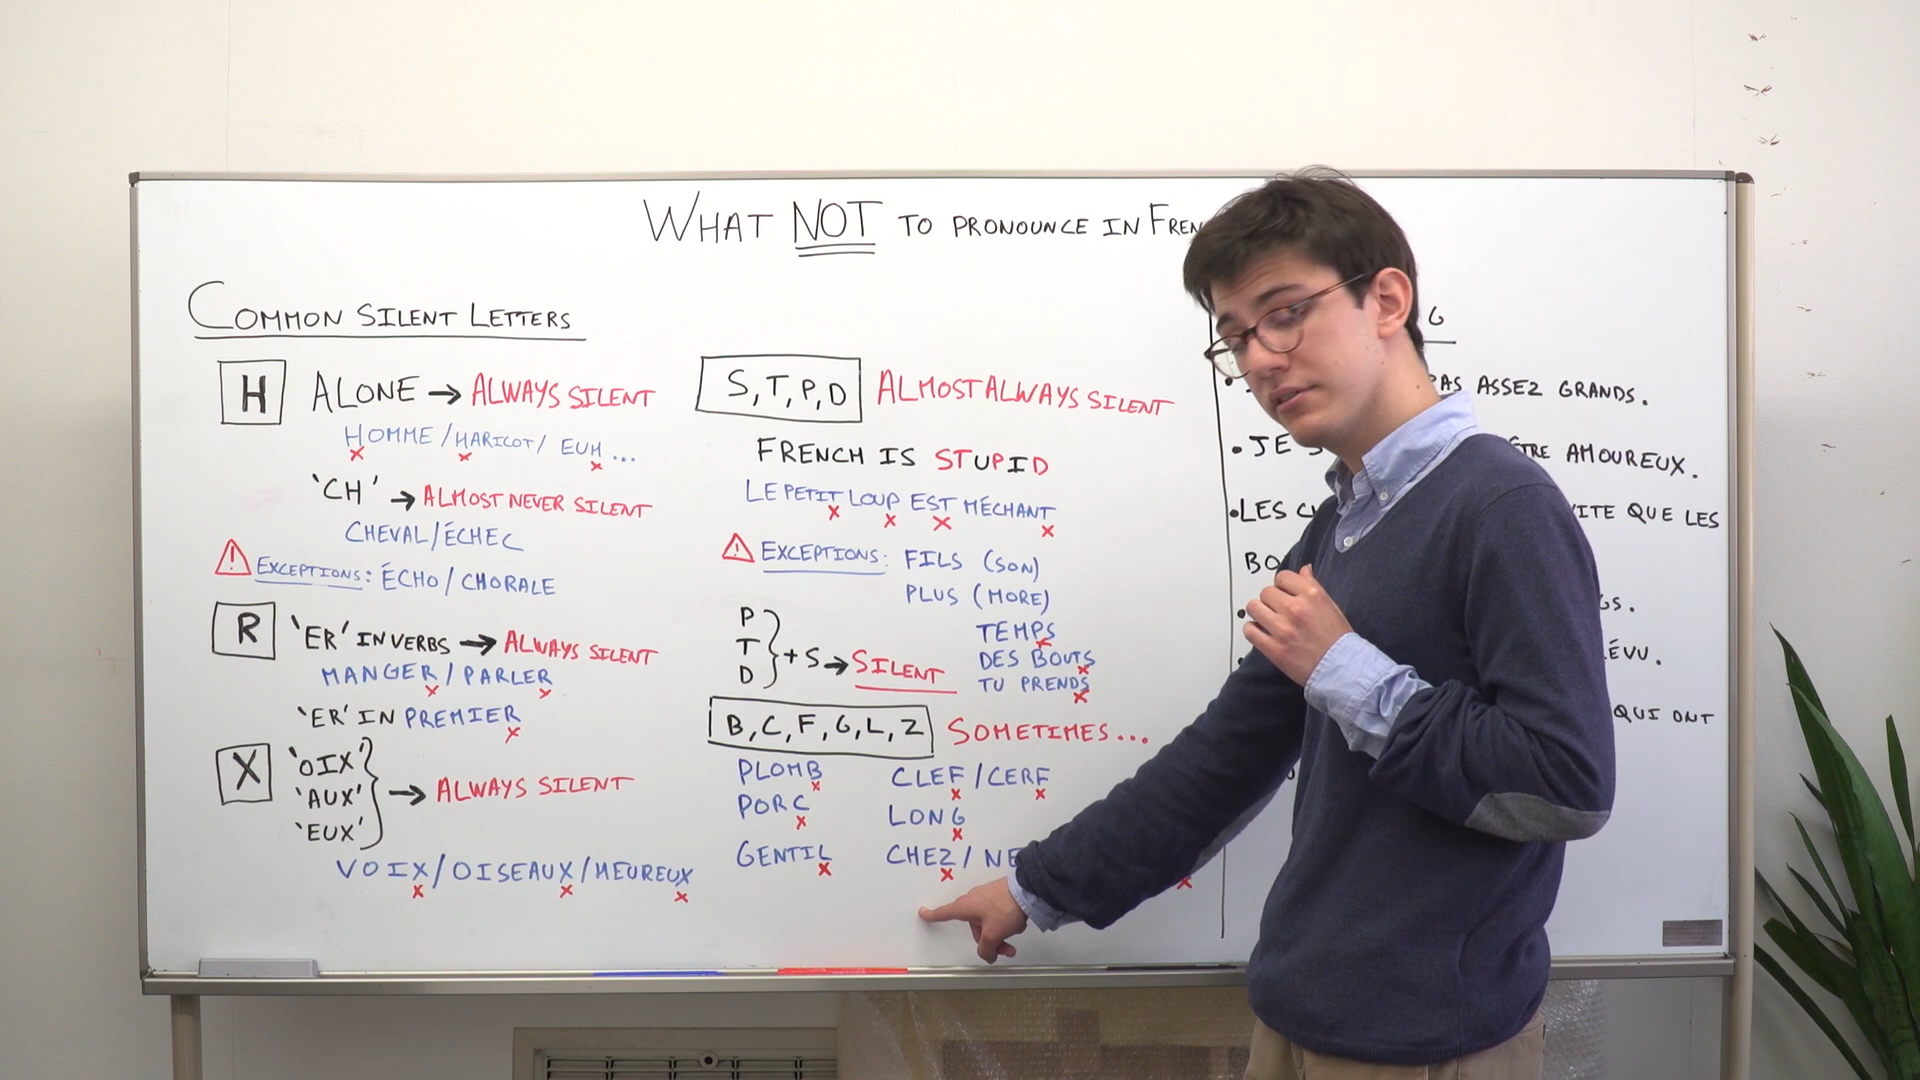 WHAT NOT TO PRONOUNCE IN FREN
COMMON SILENT LETTERS
H ALONE → ALWAYS SILENT
HOMME / HARICOT / EUH ...
'CH' → ALMOST NEVER SILENT
CHEVAL / ÉCHEC
EXCEPTIONS: ÉCHO / CHORALE
R 'ER' IN VERBS → ALWAYS SILENT
MANGER / PARLER
'ER' IN PREMIER
X 'OIX'
'AUX' → ALWAYS SILENT
'EUX'
VOIX / OISEAUX / HEUREUX
S, T, P, D ALMOST ALWAYS SILENT
FRENCH IS STUPID
LE PETIT LOUP EST MÉCHANT
EXCEPTIONS: FILS (SON)
PLUS (MORE)
P
T + S → SILENT
D
TEMPS
DES BOUTS
TU PRENDS
B, C, F, G, L, Z SOMETIMES...
PLOMB CLEF / CERF
PORC LONG
GENTIL CHEZ / NE
G
PAS ASSEZ GRANDS.
• JE S ÊTRE AMOUREUX.
• LES CH VITE QUE LES
BO
GS.
ÉVU.
QUI ONT